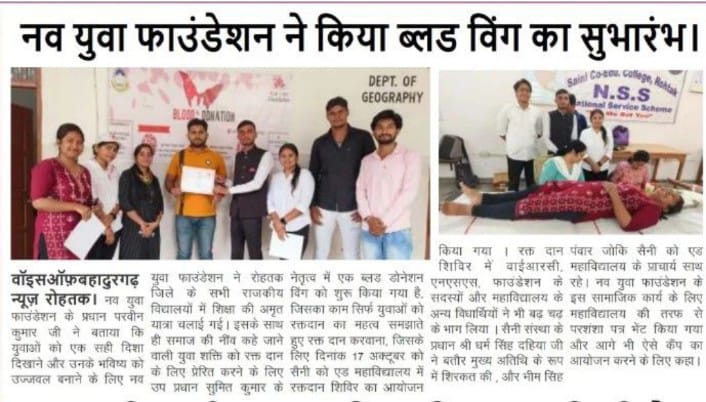 नव युवा फाउंडेशन ने किया ब्लड विंग का सुभारंभ।
BLOOD DONATION
DEPT. OF
GEOGRAPHY
Saini Co-edu. College, Rohtak
N.S.S
National Service Scheme
वॉइसऑफ़बहादुरगढ़
न्यूज़ रोहतक। नव युवा
फाउंडेशन के प्रधान परवीन
कुमार जी ने बताया कि
युवाओं को एक सही दिशा
दिखाने और उनके भविष्य को
उज्जवल बनाने के लिए नव
युवा फाउंडेशन ने रोहतक
जिले के सभी राजकीय
विद्यालयों में शिक्षा की अमृत
यात्रा चलाई गई। इसके साथ
ही समाज की नींव कहे जाने
वाली युवा शक्ति को रक्त दान
के लिए प्रेरित करने के लिए
उप प्रधान सुमित कुमार के
नेतृत्व में एक ब्लड डोनेशन
विंग को शुरू किया गया है,
जिसका काम सिर्फ युवाओं को
रक्तदान का महत्व समझाते
हुए रक्त दान करवाना, जिसके
लिए दिनांक 17 अक्टूबर को
सैनी को एड महाविद्यालय में
रक्तदान शिविर का आयोजन
किया गया । रक्त दान
शिविर में वाईआरसी,
एनएसएस, फाउंडेशन के
सदस्यों और महाविद्यालय के
अन्य विधार्थियों ने भी बढ़ चढ़
के भाग लिया । सैनी संस्था के
प्रधान श्री धर्म सिंह दहिया जी
ने बतौर मुख्य अतिथि के रूप
में शिरकत की , और भीम सिंह
पंवार जोकि सैनी को एड
महाविद्यालय के प्राचार्य साथ
रहे। नव युवा फाउंडेशन के
इस सामाजिक कार्य के लिए
महाविद्यालय की तरफ से
परशंशा पत्र भेंट किया गया
और आगे भी ऐसे कैंप का
आयोजन करने के लिए कहा।